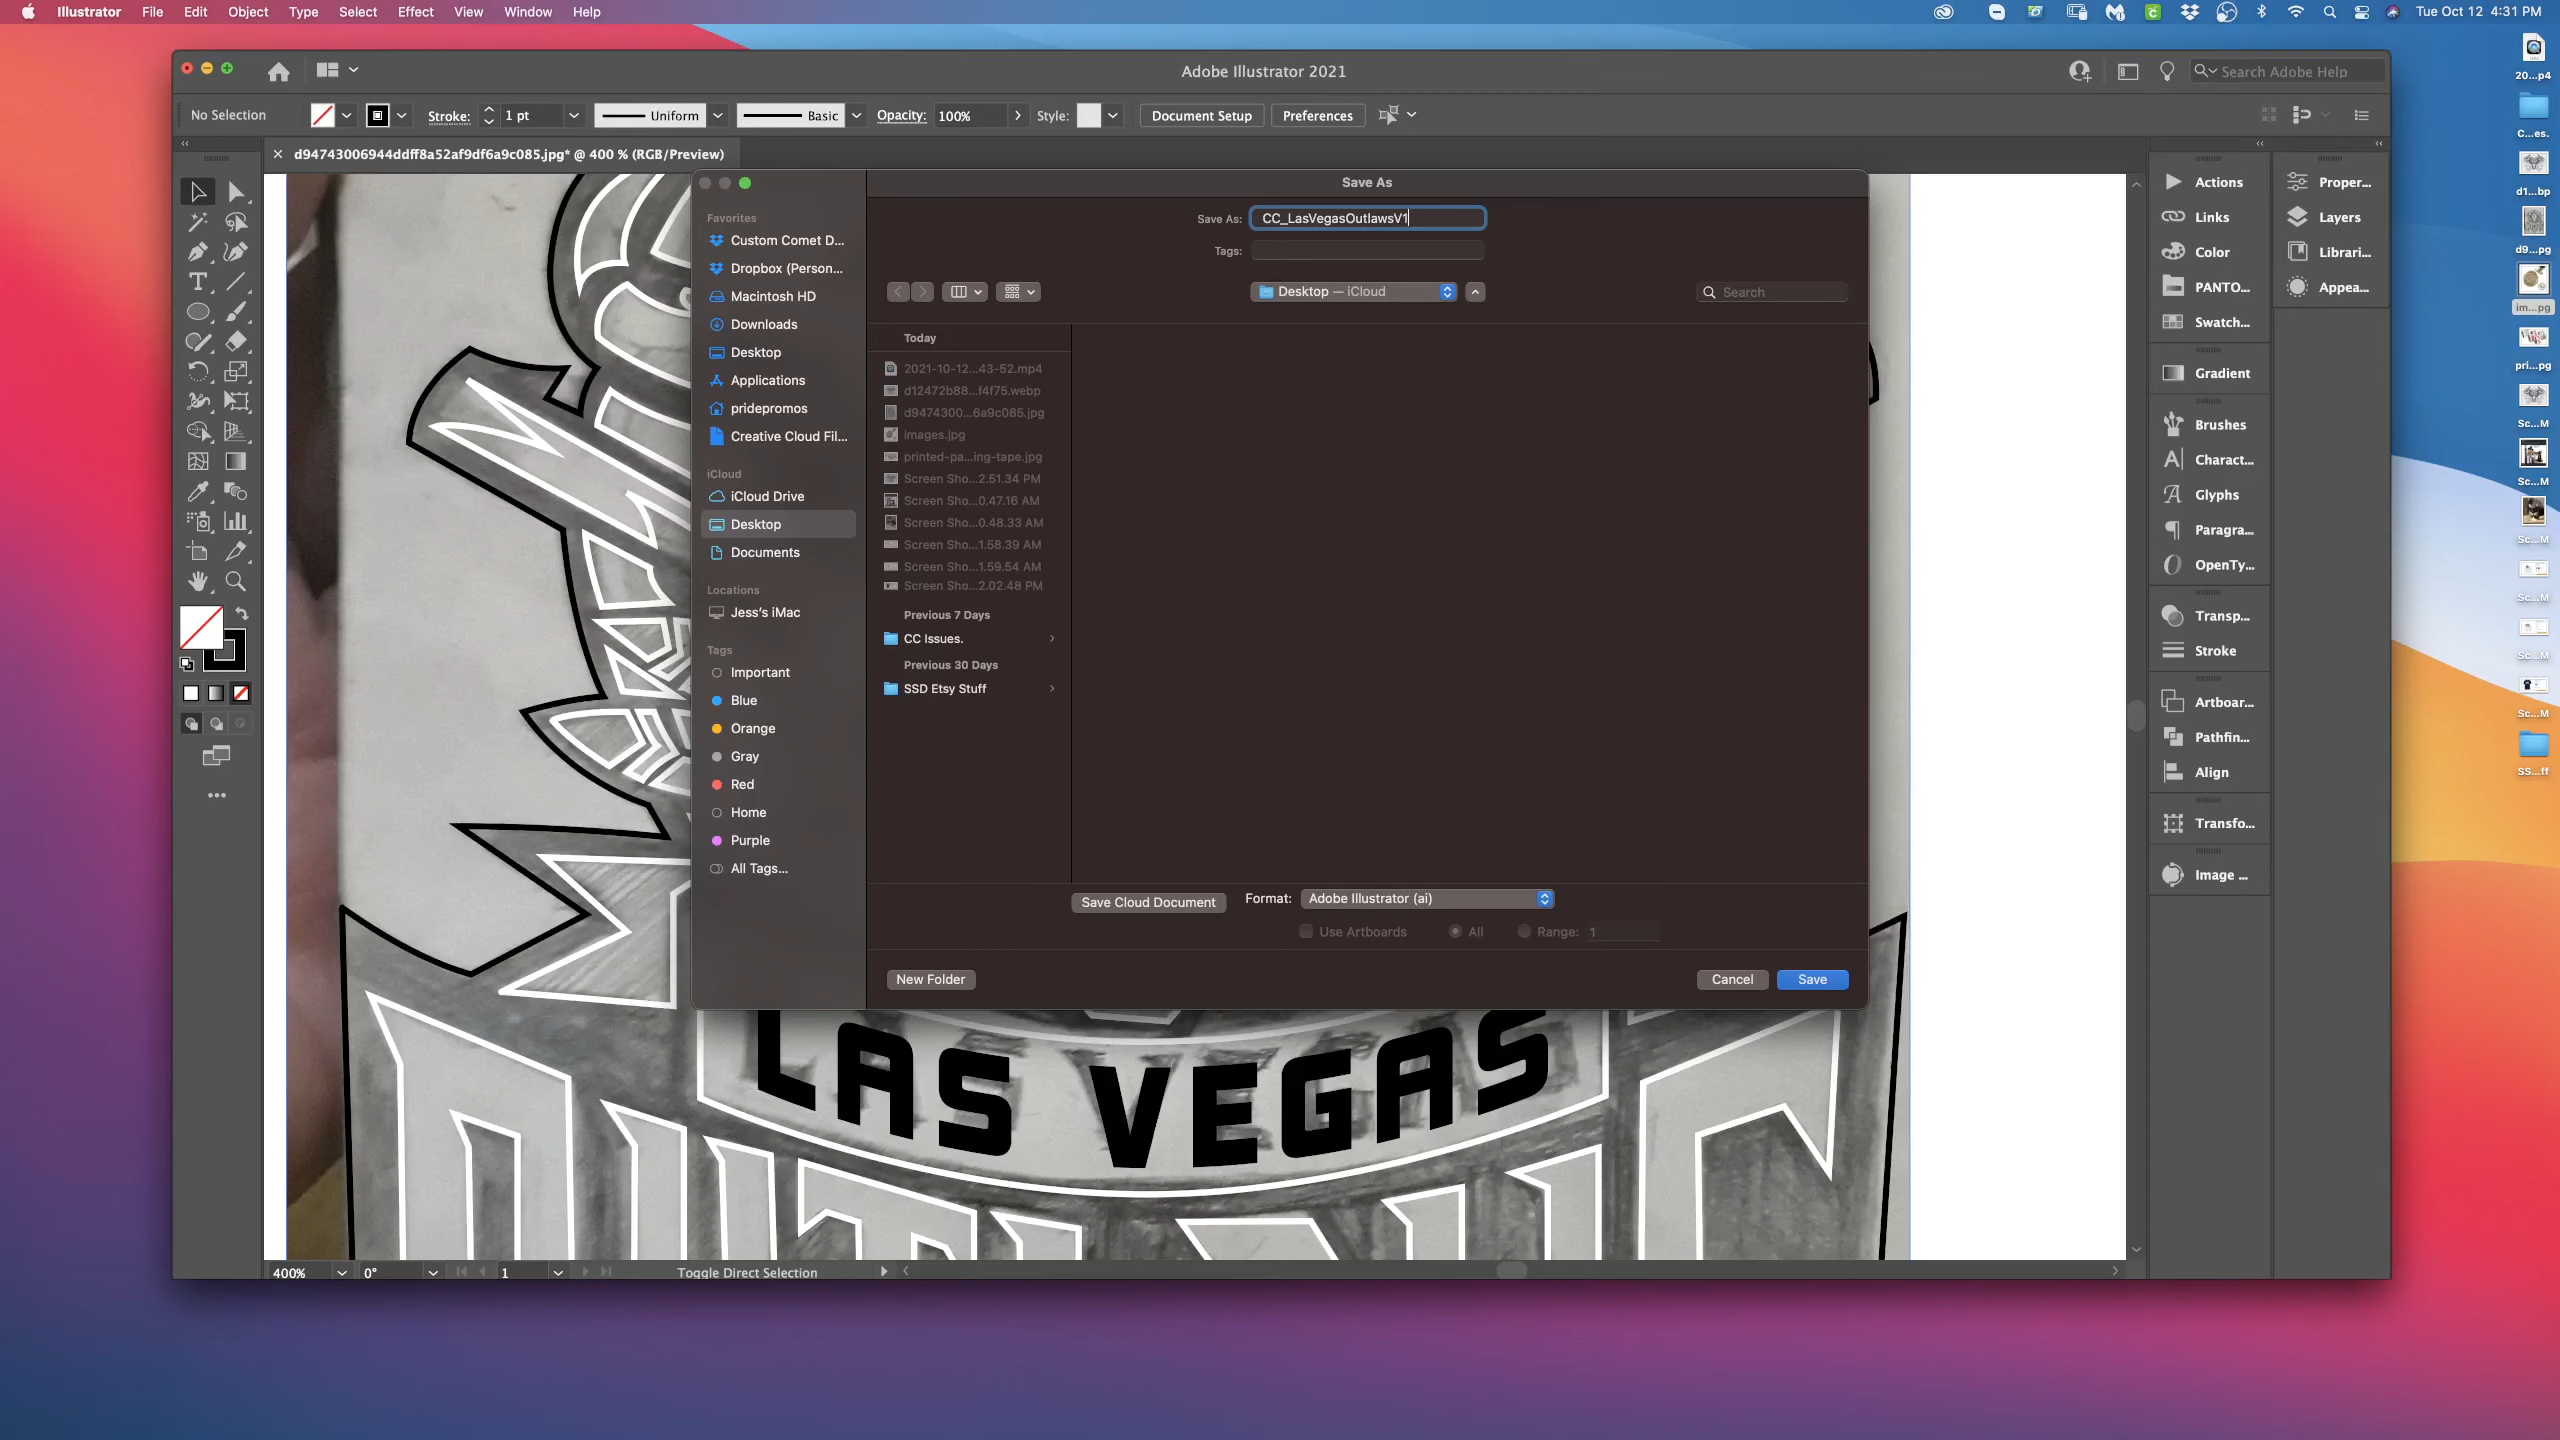 Illustrator File Edit Object Type Select Effect View Window Help
Tue Oct 12 4:31 PM
Adobe Illustrator 2021
Search Adobe Help
No Selection
Stroke: 1 pt
Uniform
Basic
Opacity: 100%
Style:
Document Setup
Preferences
d94743006944ddff8a52af9df6a9c085.jpg* @ 400 % (RGB/Preview)
Save As
Favorites
Custom Comet D...
Dropbox (Person...
Macintosh HD
Downloads
Desktop
Applications
pridepromos
Creative Cloud Fil...
iCloud
iCloud Drive
Desktop
Documents
Locations
Jess's iMac
Tags
Important
Blue
Orange
Gray
Red
Home
Purple
All Tags...
Save As: CC_LasVegasOutlawsV1
Tags:
Desktop — iCloud
Search
Today
2021-10-12...43-52.mp4
d12472b88...f4f75.webp
d9474300...6a9c085.jpg
images.jpg
printed-pa...ing-tape.jpg
Screen Sho...2.51.34 PM
Screen Sho...0.47.16 AM
Screen Sho...0.48.33 AM
Screen Sho...1.58.39 AM
Screen Sho...1.59.54 AM
Screen Sho...2.02.48 PM
Previous 7 Days
CC Issues.
Previous 30 Days
SSD Etsy Stuff
Save Cloud Document
Format: Adobe Illustrator (ai)
Use Artboards
All
Range: 1
New Folder
Cancel
Save
LAS VEGAS
400%
0°
1
Toggle Direct Selection
Actions
Links
Color
PANTO...
Swatch...
Gradient
Brushes
Charact...
Glyphs
Paragra...
OpenTy...
Transp...
Stroke
Artboar...
Pathfin...
Align
Transfo...
Image ...
Proper...
Layers
Librari...
Appea...
20...p4
C...es.
d1...bp
d9...pg
im...pg
pri...pg
Sc...M
Sc...M
Sc...M
Sc...M
Sc...M
Sc...M
SS...ff